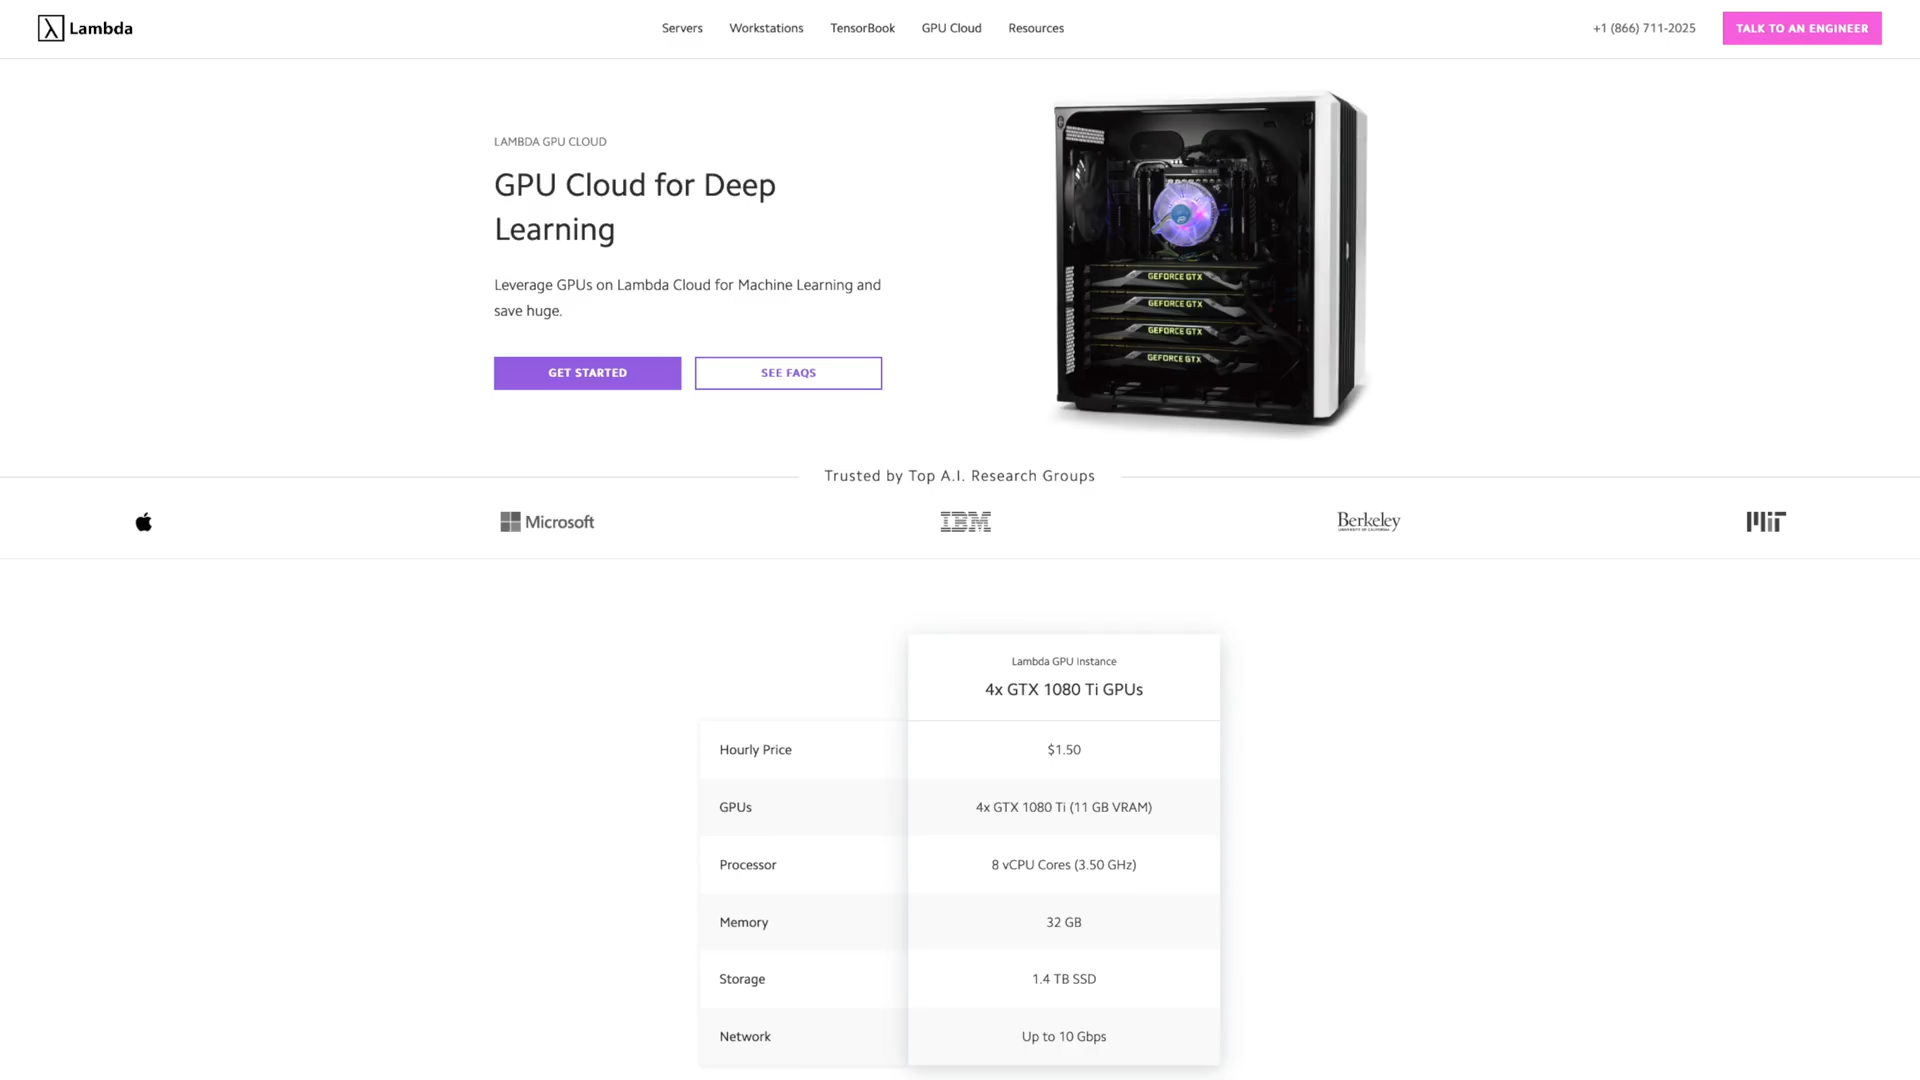 Lambda
Servers
Workstations
TensorBook
GPU Cloud
Resources
+1 (866) 711-2025
TALK TO AN ENGINEER
LAMBDA GPU CLOUD
GPU Cloud for Deep
Learning
Leverage GPUs on Lambda Cloud for Machine Learning and
save huge.
GET STARTED
SEE FAQS
GEFORCE GTX
GEFORCE GTX
GEFORCE GTX
GEFORCE GTX
Trusted by Top A.I. Research Groups
Microsoft
IBM
Berkeley
UNIVERSITY OF CALIFORNIA
MIT
Lambda GPU Instance
4x GTX 1080 Ti GPUs
Hourly Price
$1.50
GPUs
4x GTX 1080 Ti (11 GB VRAM)
Processor
8 vCPU Cores (3.50 GHz)
Memory
32 GB
Storage
1.4 TB SSD
Network
Up to 10 Gbps